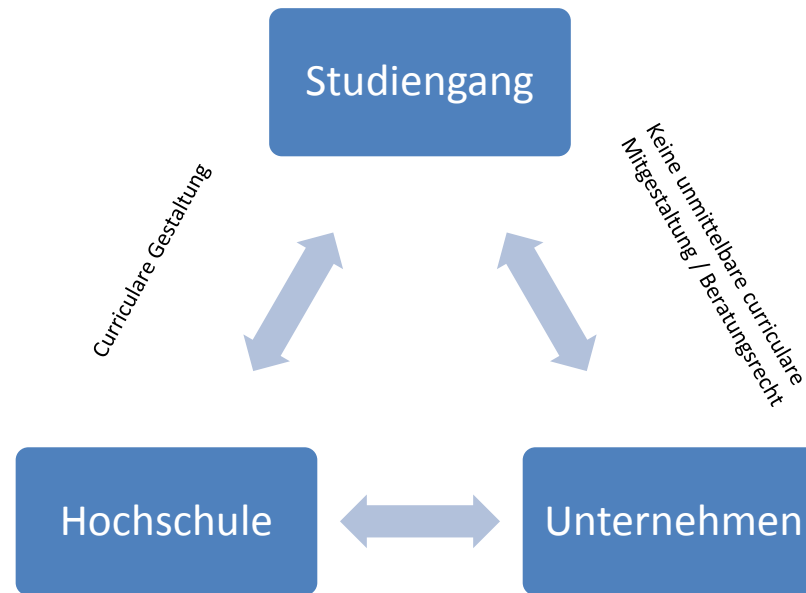 Studiengang
Curriculare Gestaltung
Keine unmittelbare curriculare
Mitgestaltung / Beratungsrecht
Hochschule
Unternehmen